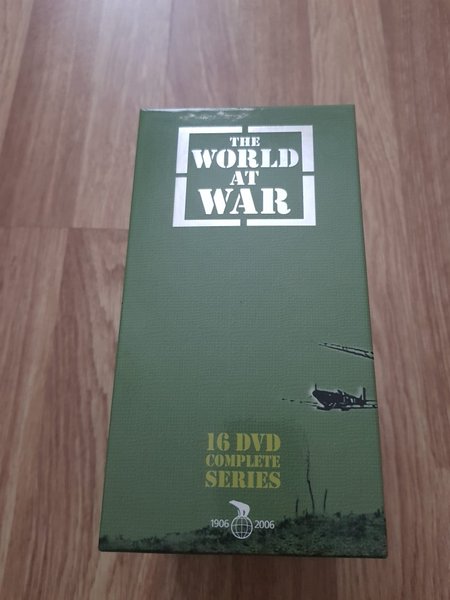 THE
WORLD
AT
WAR
16 DVD
COMPLETE
SERIES
1906 2006